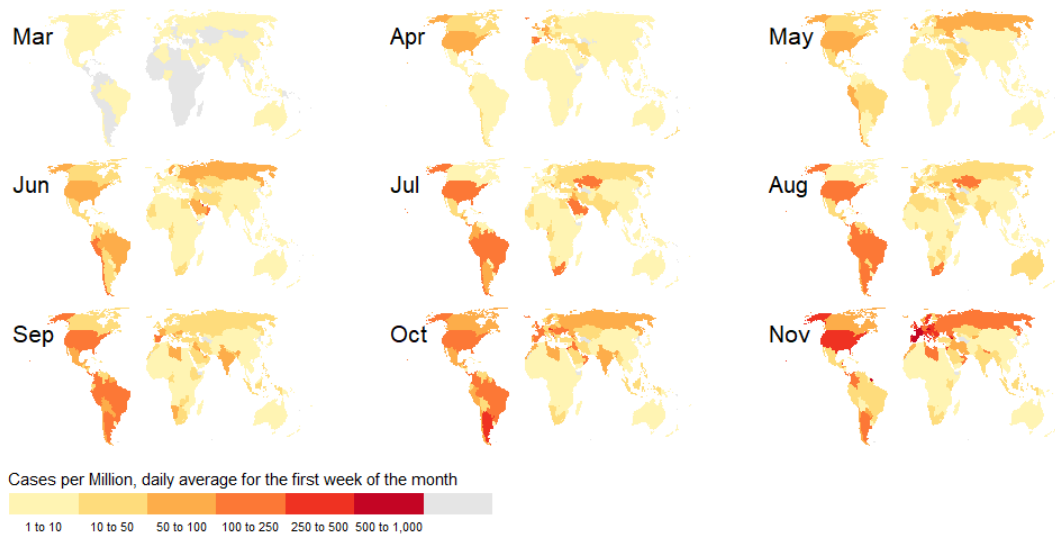 Mar
Apr
May
Jun
Jul
Aug
Sep
Oct
Nov
Cases per Million, daily average for the first week of the month
1 to 10 10 to 50 50 to 100 100 to 250 250 to 500 500 to 1,000